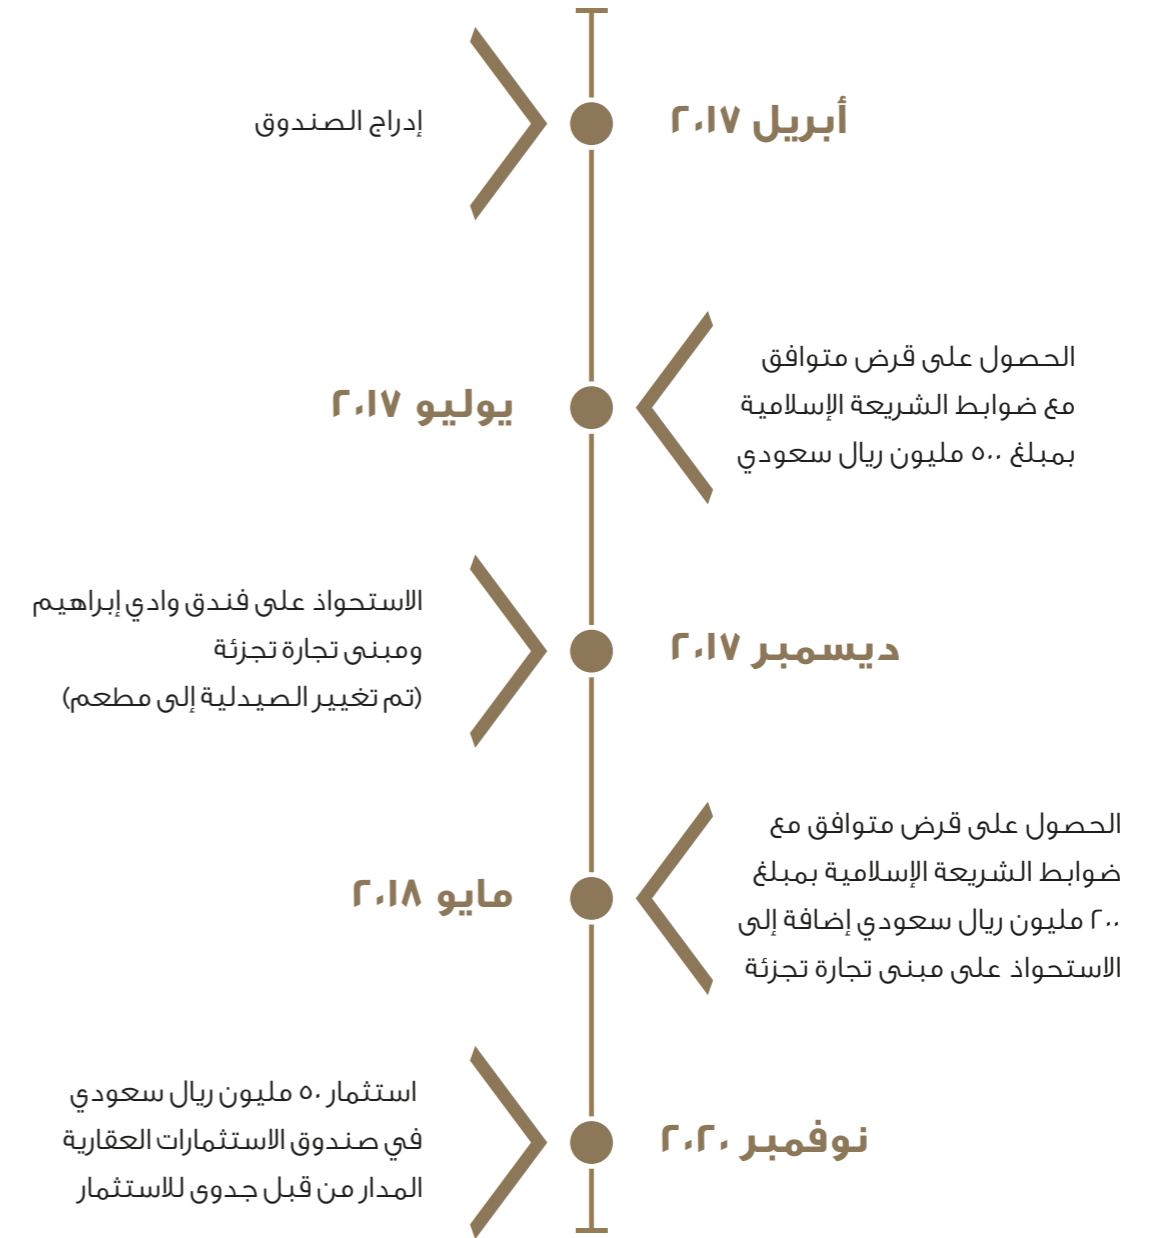 أبريل ٢٠١٧
إدراج الصندوق
الحصول على قرض متوافق
مع ضوابط الشريعة الإسلامية
بمبلغ ٥٠٠ مليون ريال سعودي
يوليو ٢٠١٧
ديسمبر ٢٠١٧
الاستحواذ على فندق وادي إبراهيم
ومبنى تجارة تجزئة
(تم تغيير الصيدلية إلى مطعم)
الحصول على قرض متوافق مع
ضوابط الشريعة الإسلامية بمبلغ
٢٠٠ مليون ريال سعودي إضافة إلى
الاستحواذ على مبنى تجارة تجزئة
مايو ٢٠١٨
نوفمبر ٢٠٢٠
استثمار ٥٠ مليون ريال سعودي
في صندوق الاستثمارات العقارية
المدار من قبل جدوى للاستثمار